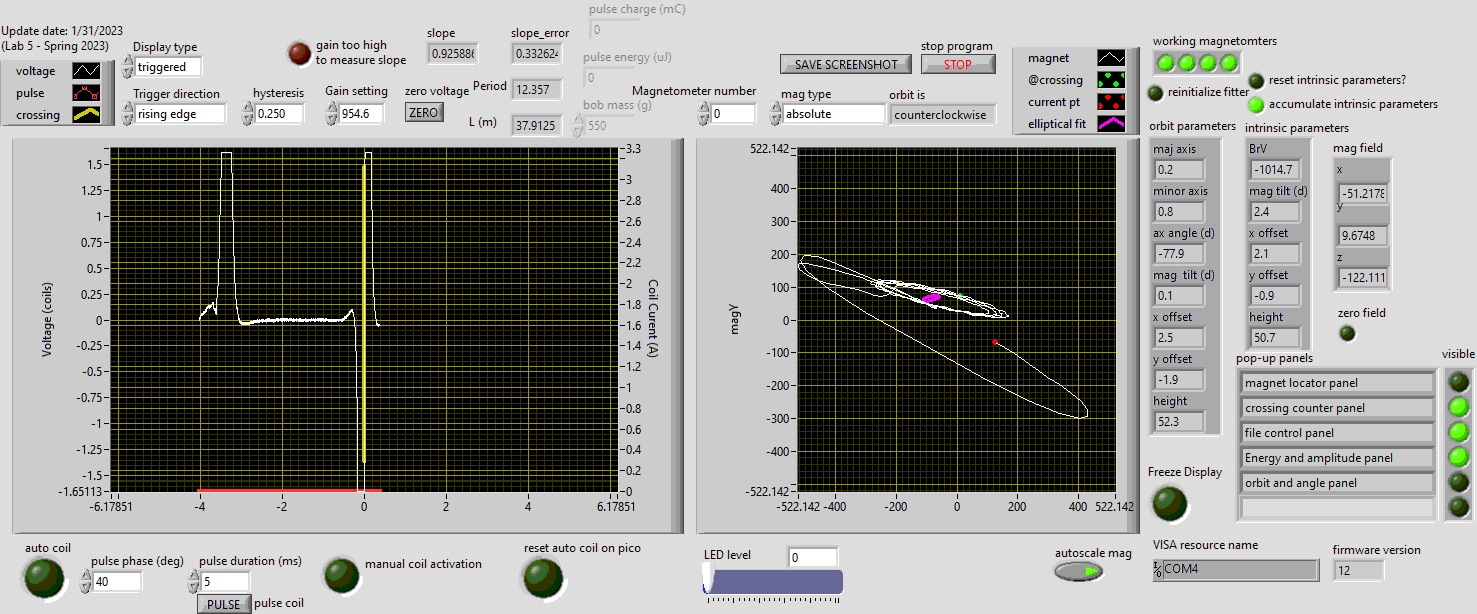 Update date: 1/31/2023
(Lab 5 - Spring 2023)
voltage
pulse
crossing
Display type
triggered
Trigger direction
rising edge
gain too high
to measure slope
hysteresis
0.250
Gain setting
954.6
slope
0.925886
slope_error
0.332624
zero voltage
ZERO
Period
12.357
L (m)
37.9125
pulse charge (mC)
0
pulse energy (uJ)
0
bob mass (g)
550
Magnetometer number
0
SAVE SCREENSHOT
stop program
STOP
mag type
absolute
orbit is
counterclockwise
magnet
@crossing
current pt
elliptical fit
working magnetomters
reinitialize fitter
reset intrinsic parameters?
accumulate intrinsic parameters
orbit parameters
maj axis
0.2
minor axis
0.8
ax angle (d)
-77.9
mag tilt (d)
0.1
x offset
2.5
y offset
-1.9
height
52.3
intrinsic parameters
BrV
-1014.7
mag tilt (d)
2.4
x offset
2.1
y offset
-0.9
height
50.7
mag field
x
-51.2178
y
9.6748
z
-122.111
zero field
pop-up panels
visible
magnet locator panel
crossing counter panel
file control panel
Energy and amplitude panel
orbit and angle panel
Voltage (coils)
1.5
1.25
1
0.75
0.5
0.25
0
-0.25
-0.5
-0.75
-1
-1.25
-1.5
-1.65113
-6.17851
-4
-2
0
2
4
6.17851
3.3
3
2.8
2.6
2.4
2.2
2
1.8
1.6
1.4
1.2
1
0.8
0.6
0.4
0.2
0
Coil Curent (A)
magy
522.142
400
300
200
100
0
-100
-200
-300
-400
-522.142
-522.142
-400
-200
0
200
400
522.142
Freeze Display
auto coil
pulse phase (deg)
40
pulse duration (ms)
5
PULSE
pulse coil
manual coil activation
reset auto coil on pico
LED level
0
autoscale mag
VISA resource name
COM4
firmware version
12